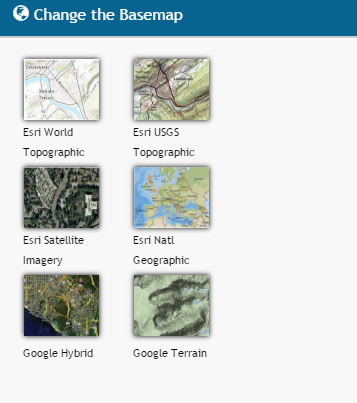 Change the Basemap
Esri World
Topographic
Esri USGS
Topographic
Esri Satellite
Imagery
Esri Natl
Geographic
Google Hybrid
Google Terrain